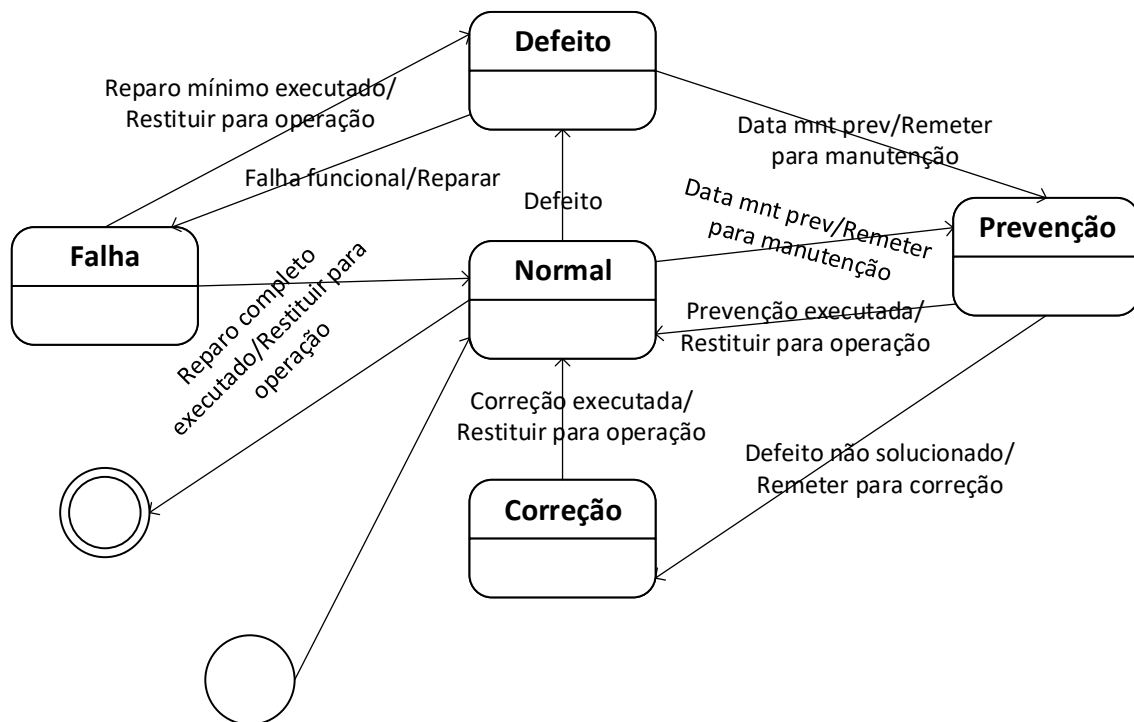 Defeito
Reparo mínimo executado/
Restituir para operação
Data mnt prev/Remeter
para manutenção
Falha funcional/Reparar
Defeito
Data mnt prev/Remeter
para manutenção
Prevenção
Falha
Normal
Reparo completo
executado/Restituir para
operação
Prevenção executada/
Restituir para operação
Correção executada/
Restituir para operação
Defeito não solucionado/
Remeter para correção
Correção